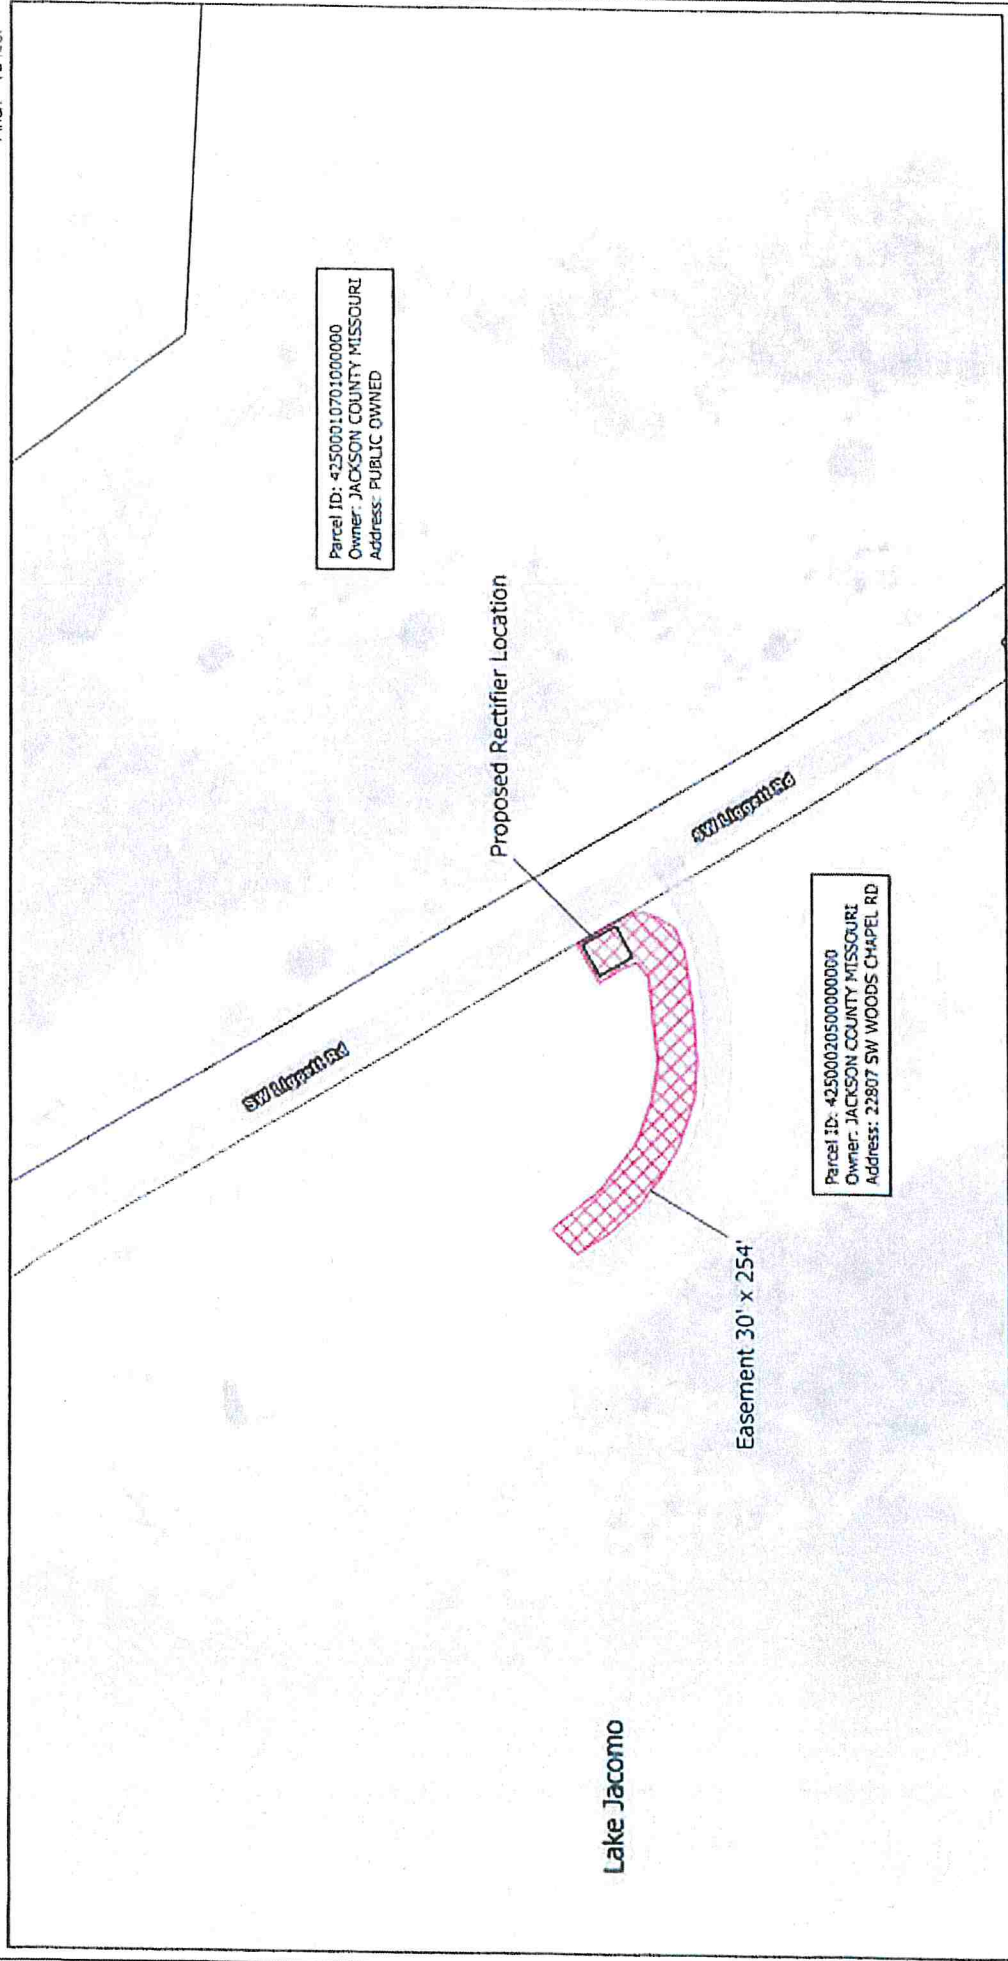 Parcel ID: 42500010701000000
Owner: JACKSON COUNTY MISSOURI
Address: PUBLIC OWNED
Proposed Rectifier Location
SW Liggett Rd
SW Liggett Rd
Parcel ID: 42500020500000000
Owner: JACKSON COUNTY MISSOURI
Address: 22807 SW WOODS CHAPEL RD
Easement 30' x 254'
Lake Jacomo